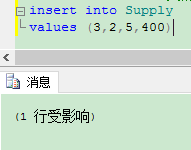 insert into Supply
values (3,2,5,400)
消息
(1 行受影响)